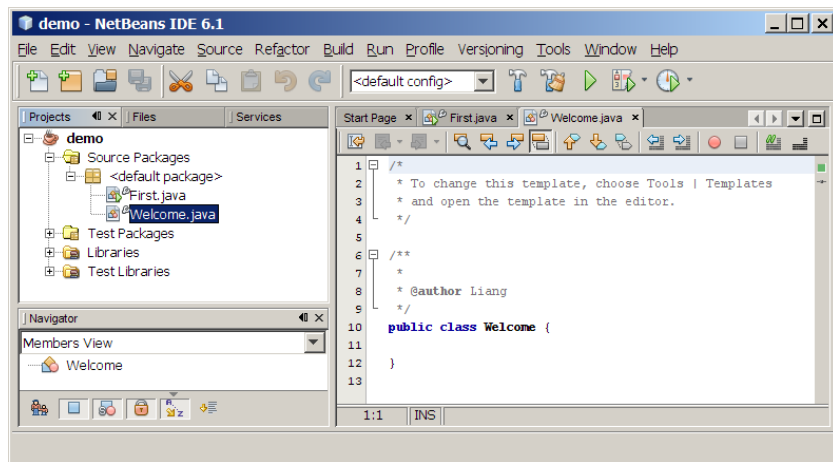 demo - NetBeans IDE 6.1
File Edit View Navigate Source Refactor Build Run Profile Versioning Tools Window Help
<default config>
Projects Files Services
Start Page First.java Welcome.java
demo
Source Packages
<default package>
First.java
Welcome.java
Test Packages
Libraries
Test Libraries
Navigator
Members View
Welcome
1 /*
2 * To change this template, choose Tools | Templates
3 * and open the template in the editor.
4 */
5
6 /**
7 *
8 * @author Liang
9 */
10 public class Welcome {
11
12 }
13
1:1 INS